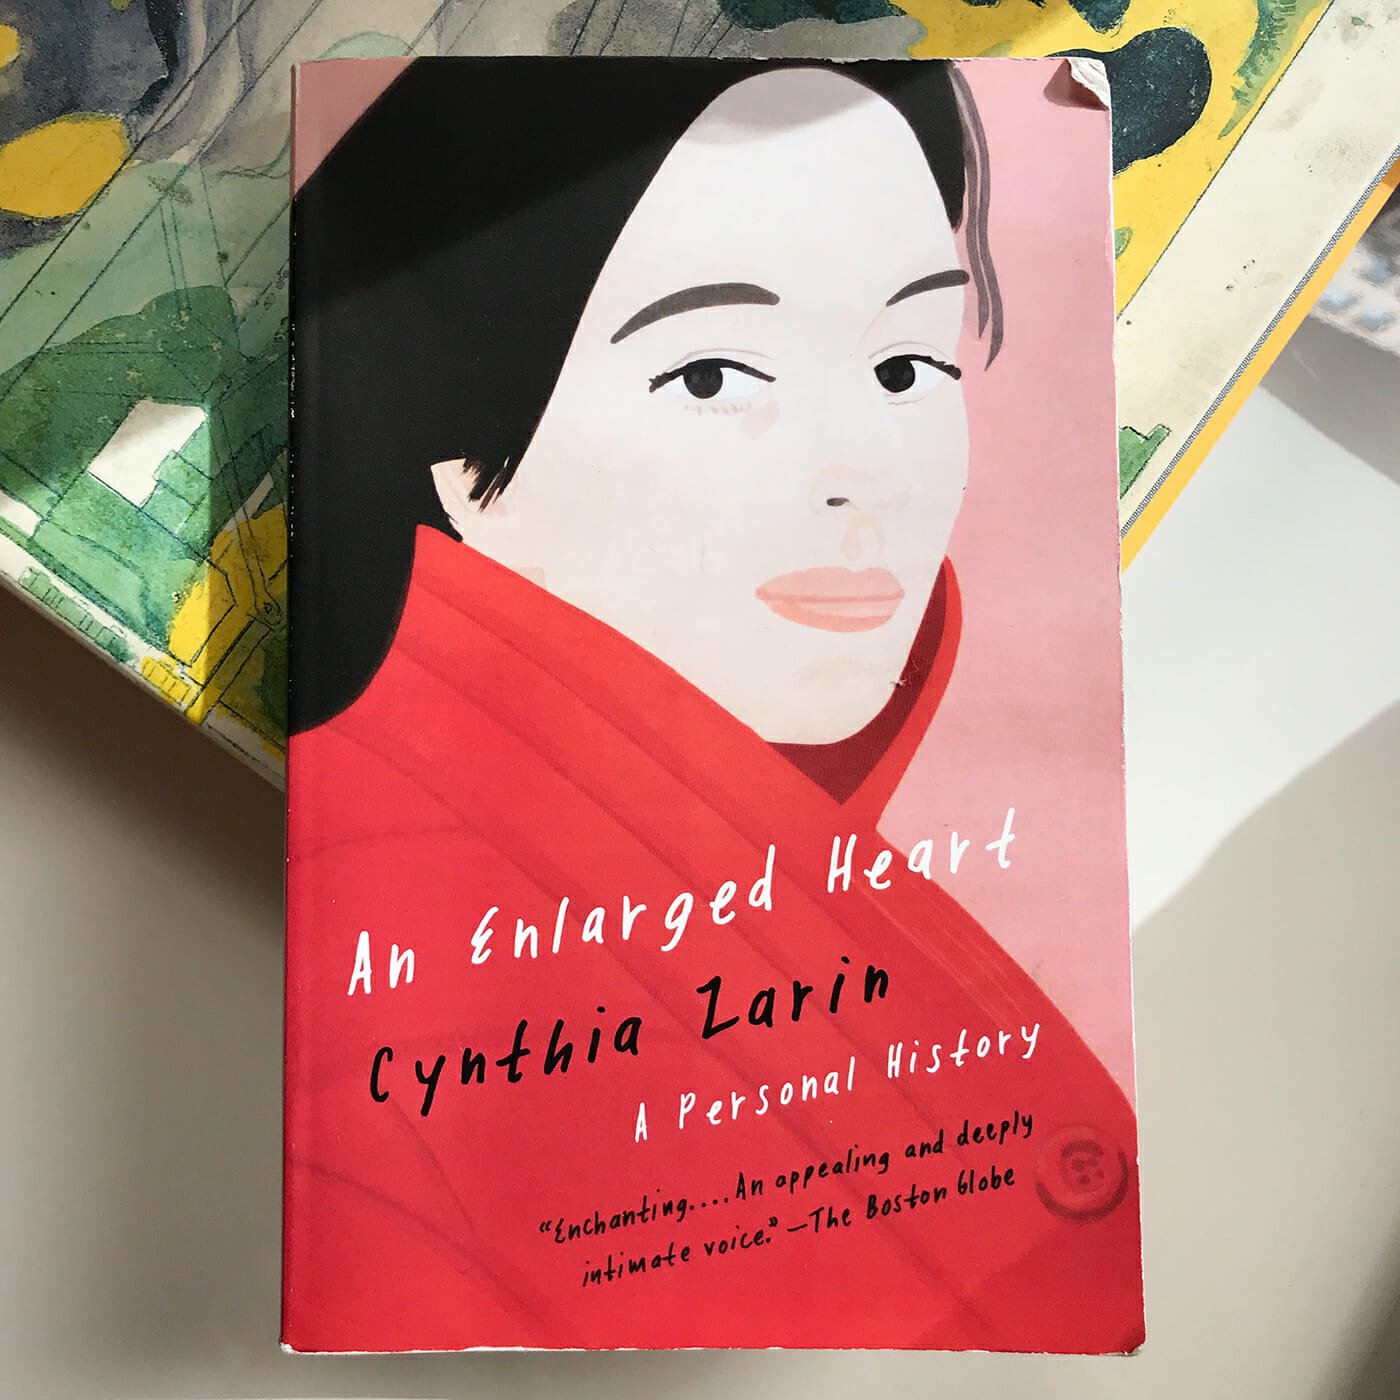 An Enlarged Heart
Cynthia Zarin
A Personal History
“Enchanting....An appealing and deeply
intimate voice.” —The Boston Globe